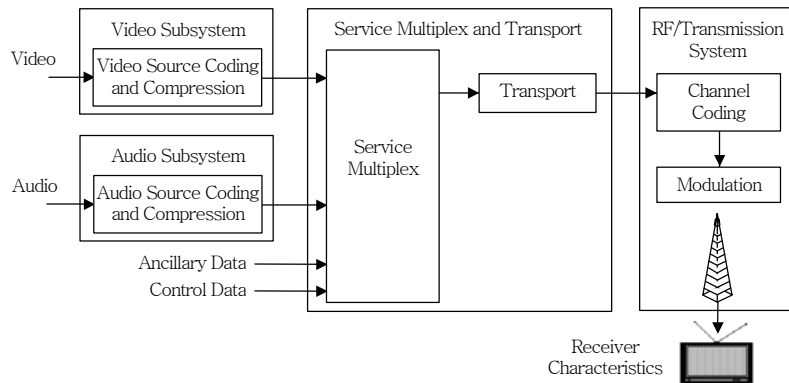 Video Subsystem
Service Multiplex and Transport
RF/Transmission
System
Video
Video Source Coding
and Compression
Transport
Channel
Coding
Audio Subsystem
Service
Multiplex
Audio
Audio Source Coding
and Compression
Modulation
Ancillary Data
Control Data
Receiver
Characteristics